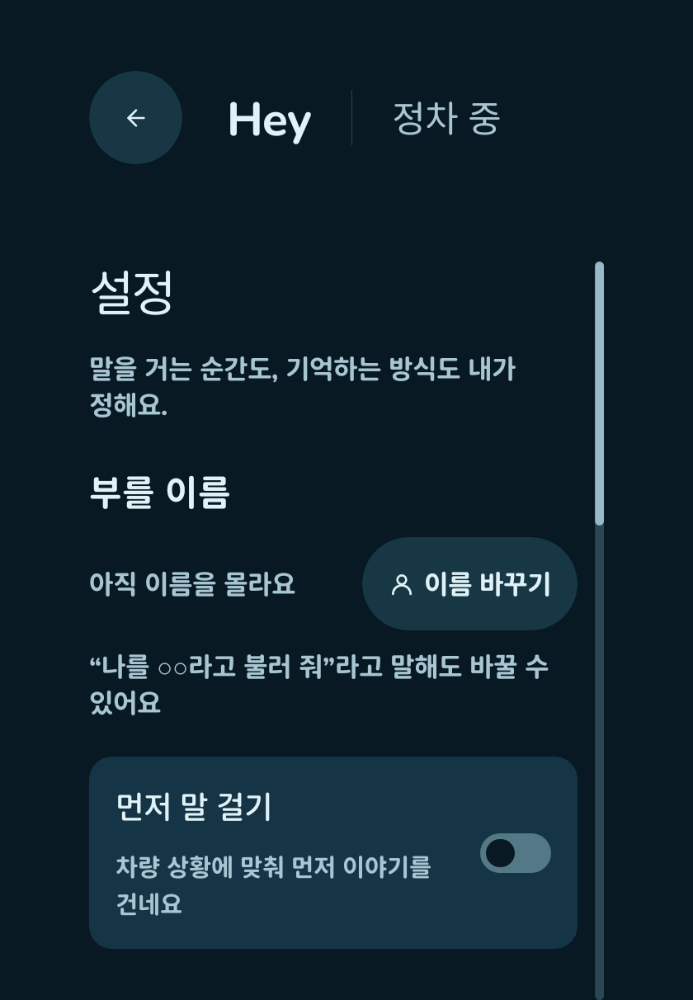 Hey
정차 중
설정
말을 거는 순간도, 기억하는 방식도 내가
정해요.
부를 이름
아직 이름을 몰라요
이름 바꾸기
“나를 ○○라고 불러 줘”라고 말해도 바꿀 수
있어요
먼저 말 걸기
차량 상황에 맞춰 먼저 이야기를
건네요